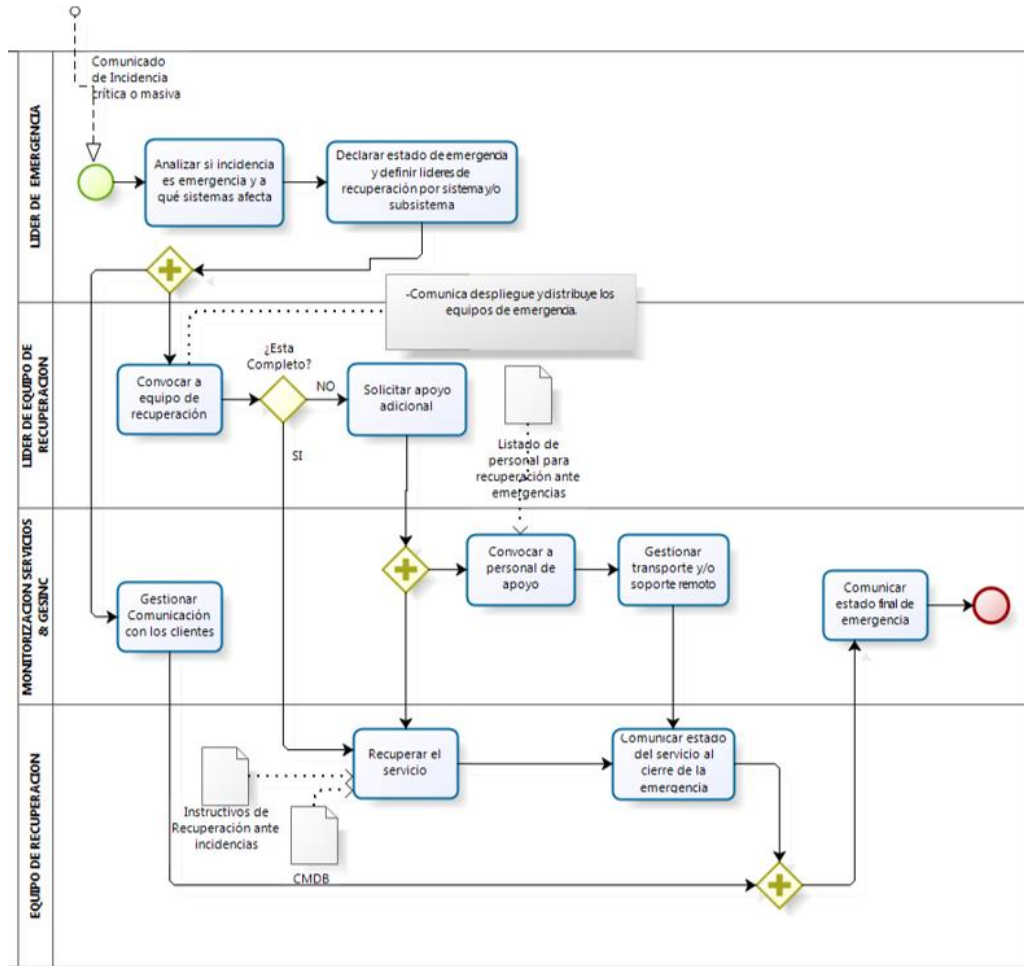 Comunicado
de Incidencia
crítica o masiva
LIDER DE EMERGENCIA
Analizar si incidencia
es emergencia y a
qué sistemas afecta
Declarar estado de emergencia
y definir lideres de
recuperación por sistema y/o
subsistema
-Comunica despliegue y distribuye los
equipos de emergencia.
LIDER DE EQUIPO DE
RECUPERACION
Convocar a
equipo de
recuperación
¿Esta
Completo?
NO
SI
Solicitar apoyo
adicional
Listado de
personal para
recuperación ante
emergencias
MONITORIZACION SERVICIOS
& GESINC
Gestionar
Comunicación
con los clientes
Convocar a
personal de
apoyo
Gestionar
transporte y/o
soporte remoto
Comunicar
estado final de
emergencia
EQUIPO DE RECUPERACION
Recuperar el
servicio
Comunicar estado
del servicio al
cierre de la
emergencia
Instructivos de
Recuperación ante
incidencias
CMDB